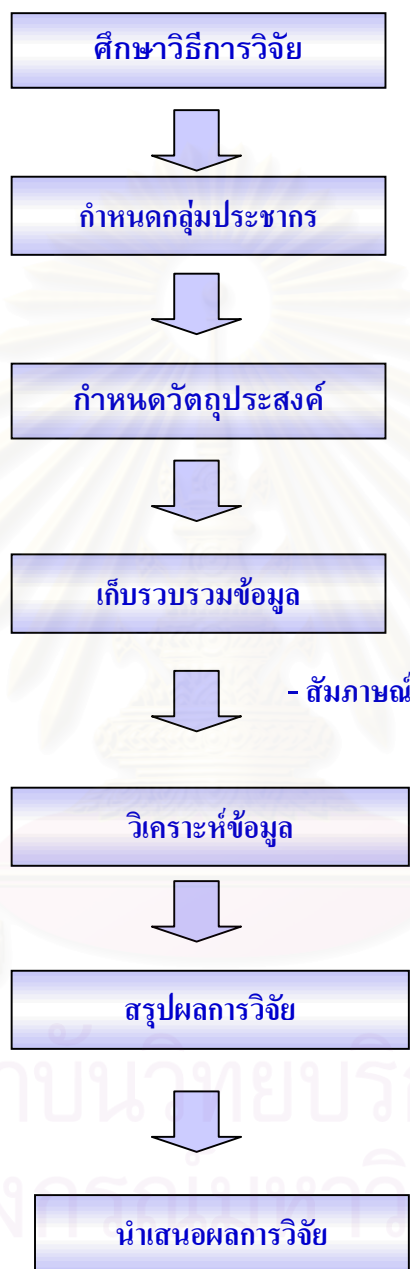 ศึกษาวิธีการวิจัย
กำหนดกลุ่มประชากร
กำหนดวัตถุประสงค์
เก็บรวบรวมข้อมูล
- สัมภาษณ์
วิเคราะห์ข้อมูล
สรุปผลการวิจัย
นำเสนอผลการวิจัย